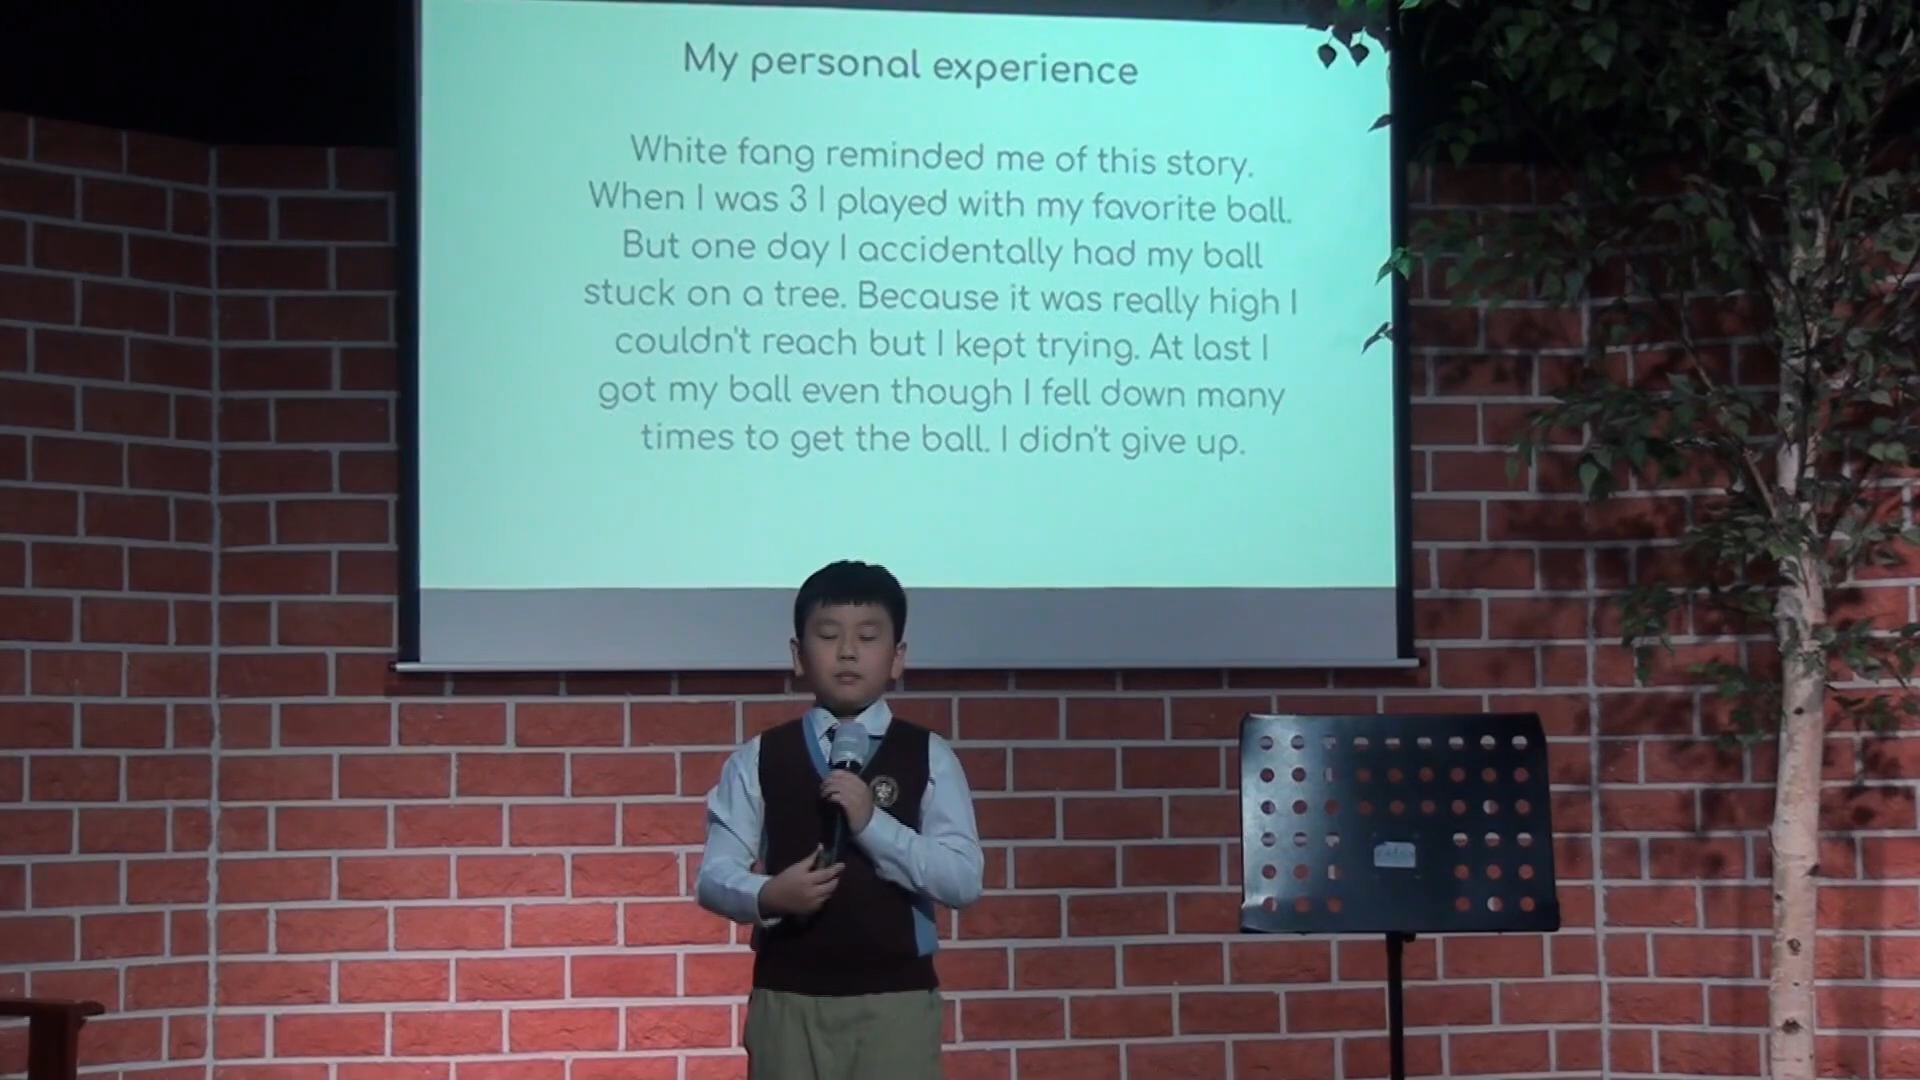 My personal experience
White fang reminded me of this story.
When I was 3 I played with my favorite ball.
But one day I accidentally had my ball
stuck on a tree. Because it was really high I
couldn't reach but I kept trying. At last I
got my ball even though I fell down many
times to get the ball. I didn't give up.